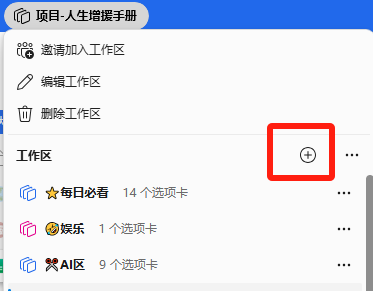 项目-人生增援手册
邀请加入工作区
编辑工作区
删除工作区
工作区
⭐每日必看 14 个选项卡
🤣娱乐 1 个选项卡
⚒AI区 9 个选项卡